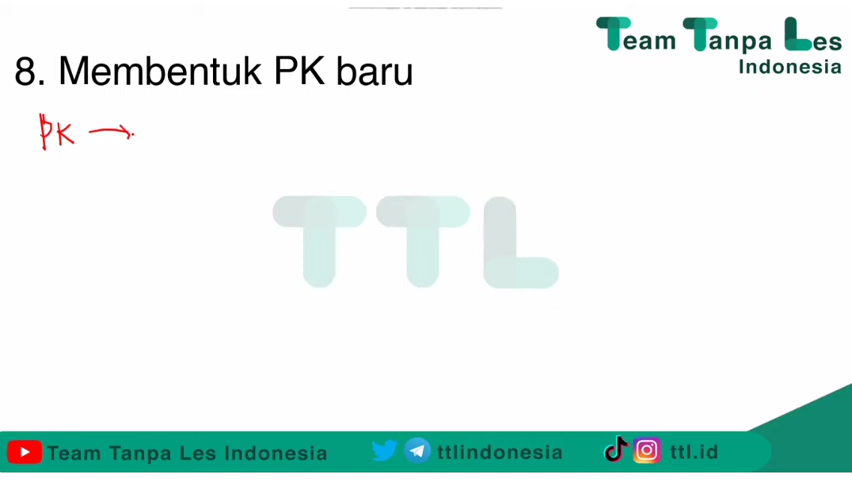 Team Tanpa Les
Indonesia
8. Membentuk PK baru
PK →
TTL
Team Tanpa Les Indonesia
ttlindonesia
ttl.id